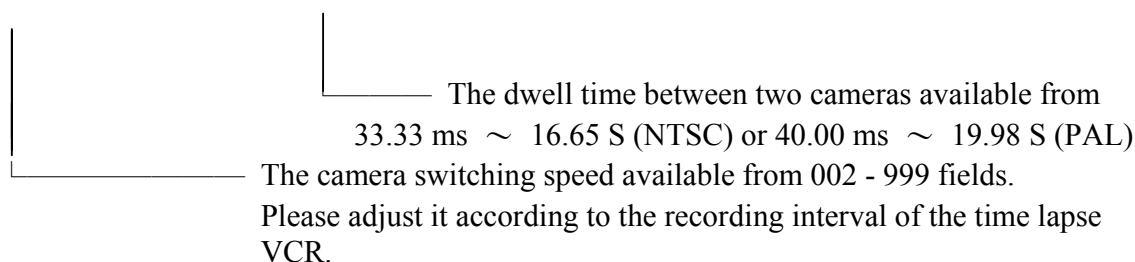 The dwell time between two cameras available from
33.33 ms ～ 16.65 S (NTSC) or 40.00 ms ～ 19.98 S (PAL)
The camera switching speed available from 002 - 999 fields.
Please adjust it according to the recording interval of the time lapse
VCR.